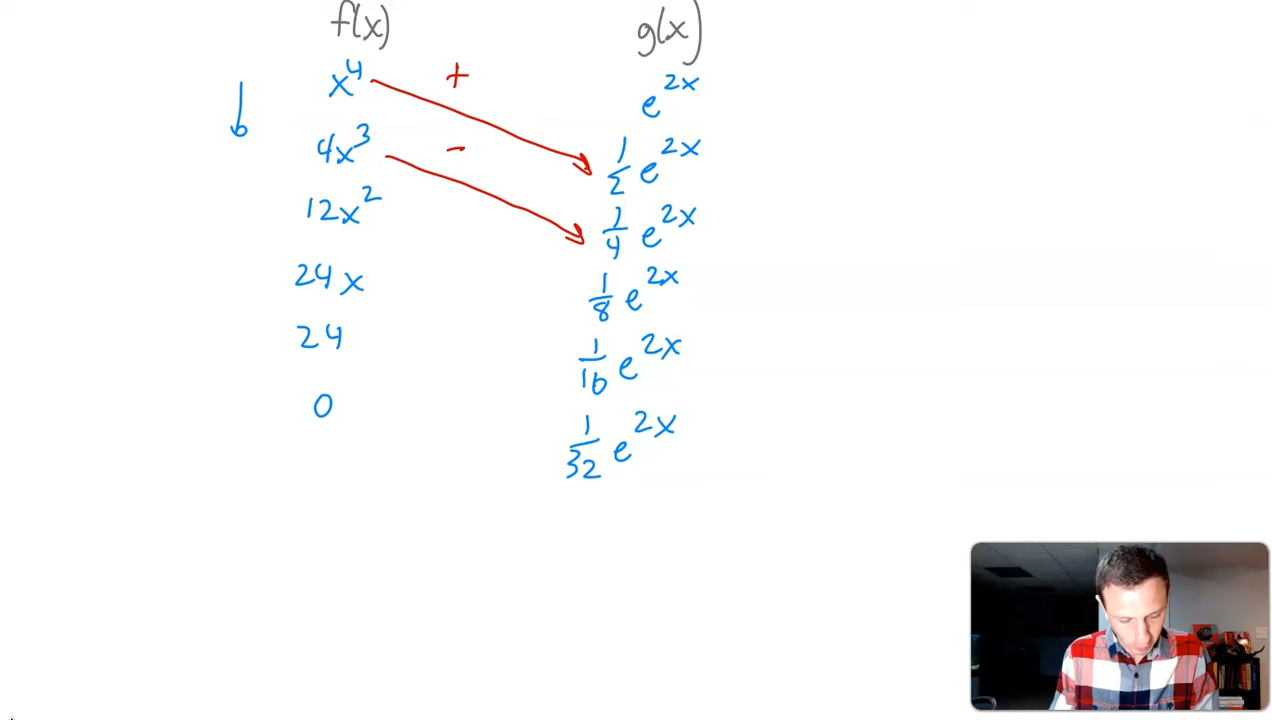 f(x) g(x)
x⁴ + e^{2x}
4x³ - 1/2 e^{2x}
12x² 1/4 e^{2x}
24x 1/8 e^{2x}
24 1/16 e^{2x}
0 1/32 e^{2x}